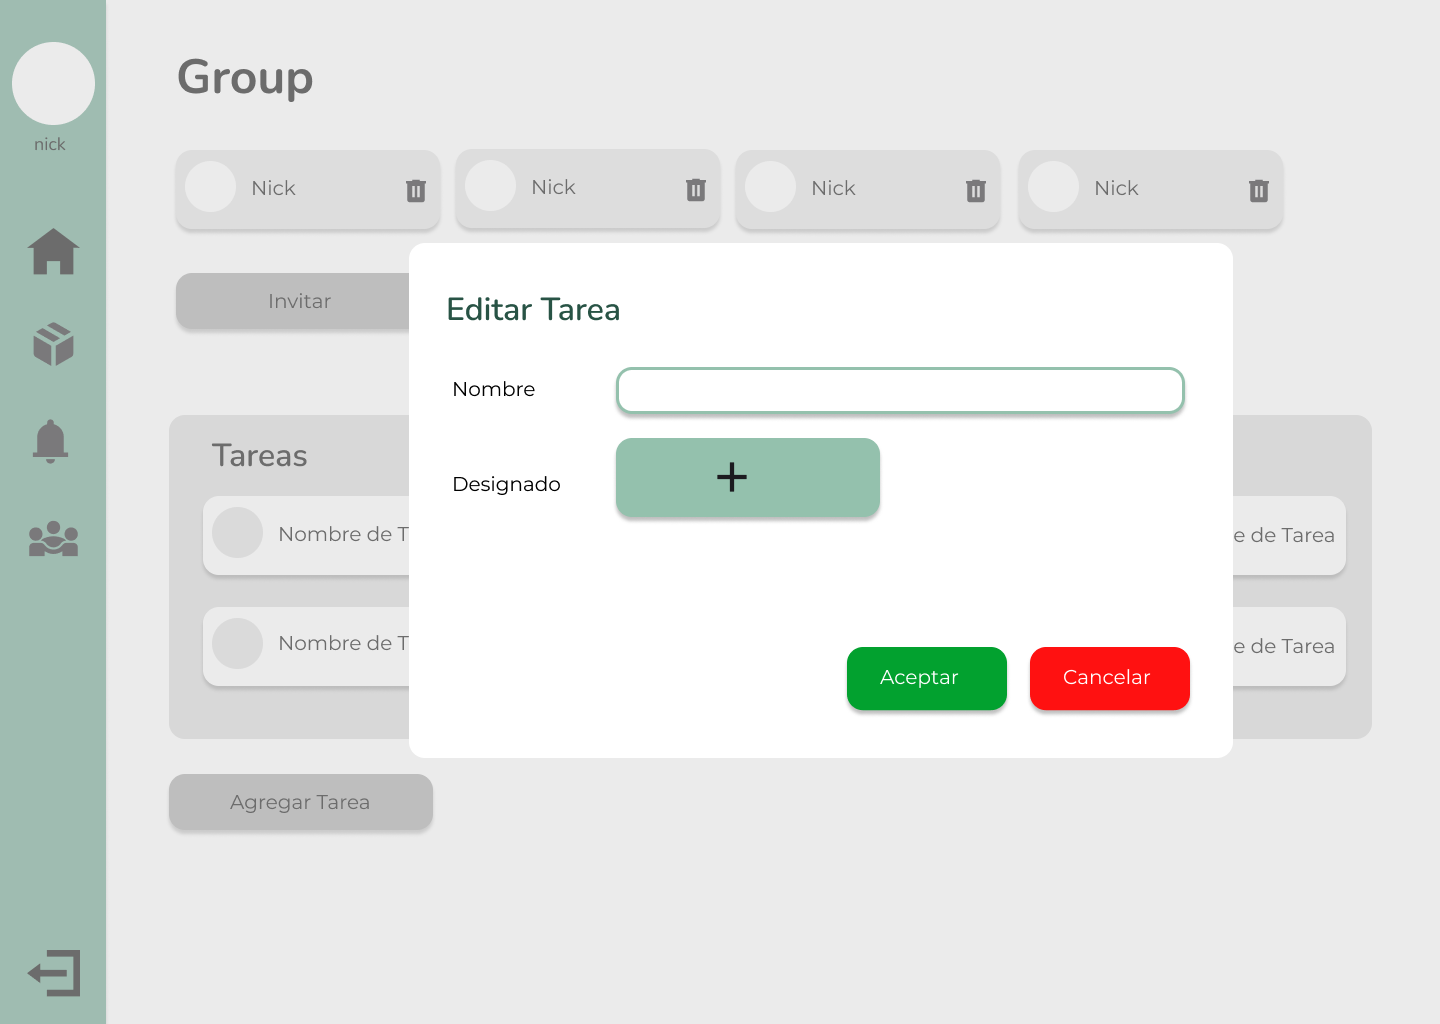 Group
nick
Nick
Nick
Nick
Nick
Invitar
Editar Tarea
Nombre
Designado
+
Tareas
Nombre de T
e de Tarea
Nombre de T
e de Tarea
Aceptar
Cancelar
Agregar Tarea